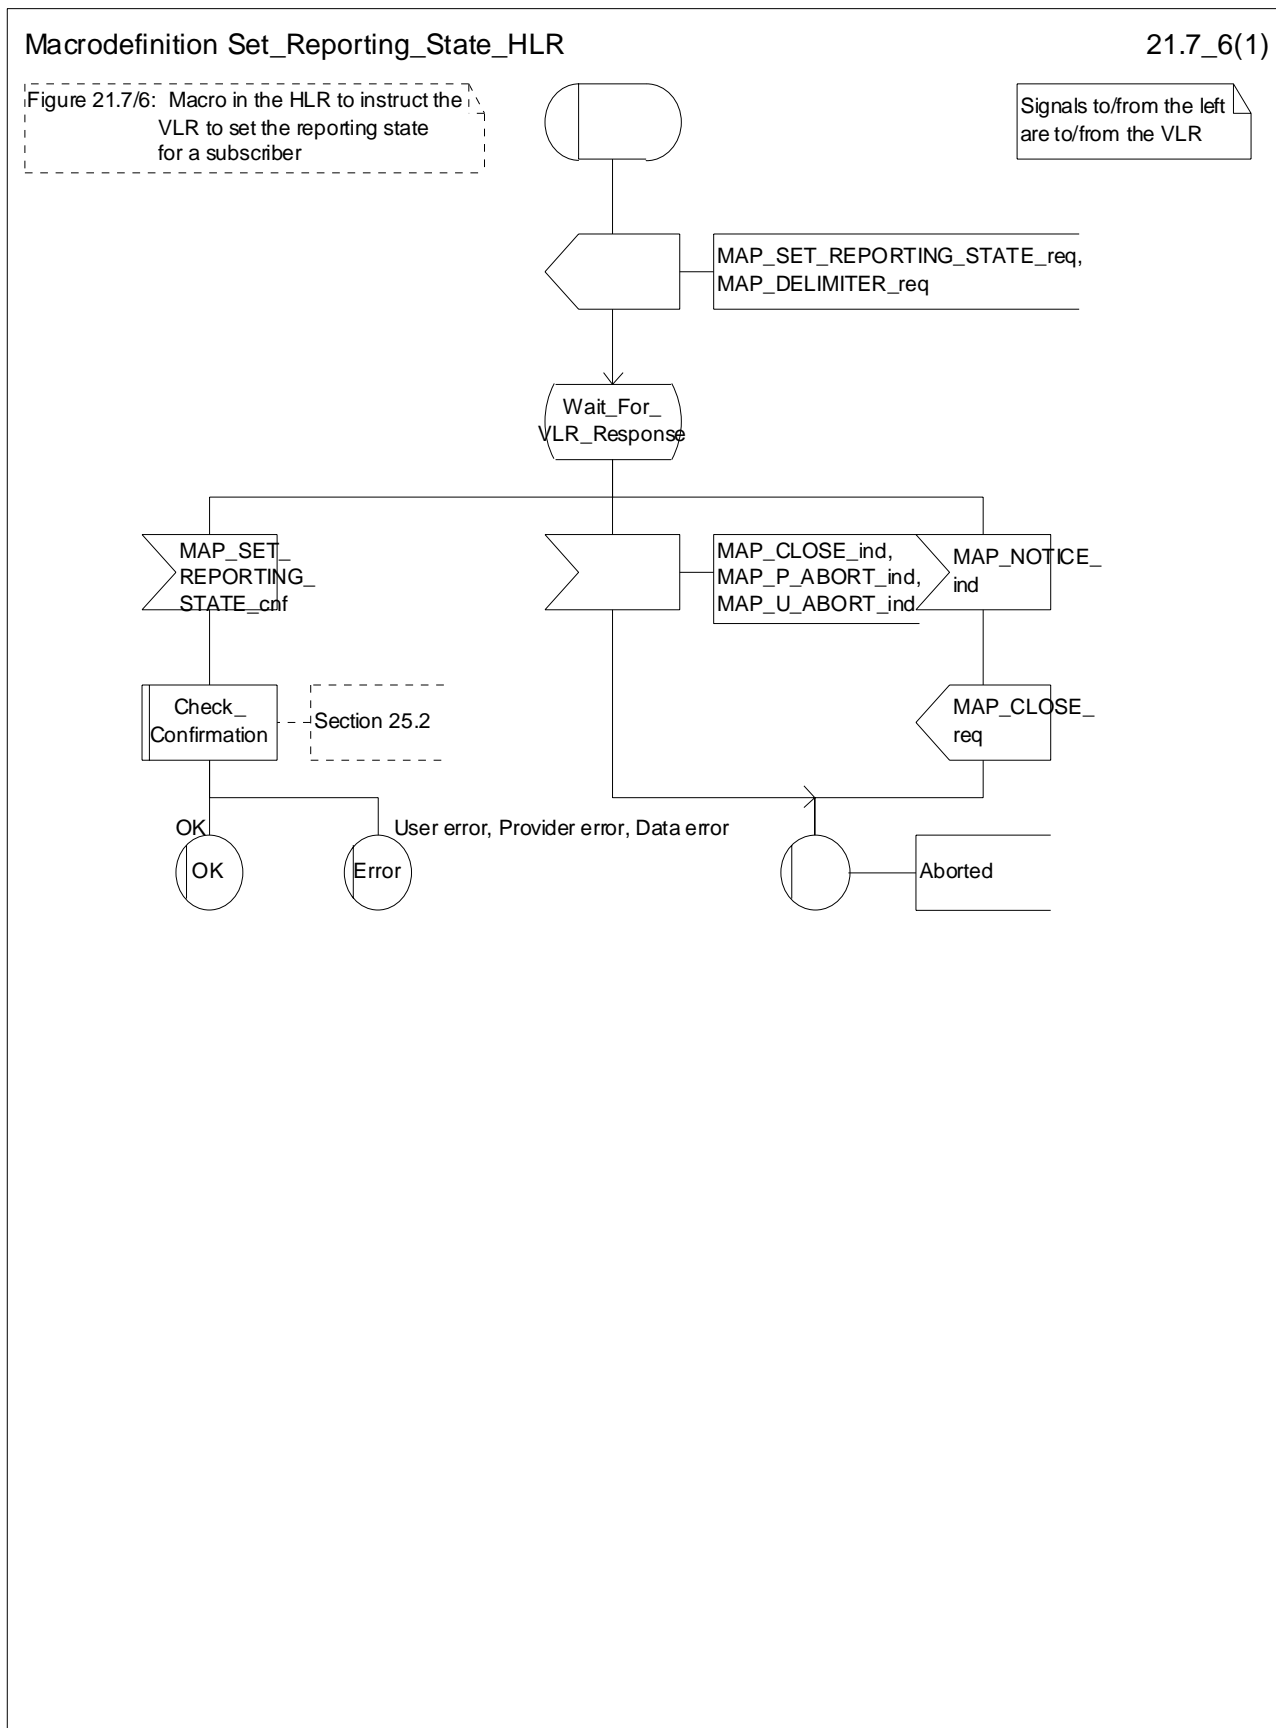 Macrodefinition Set_Reporting_State_HLR
21.7_6(1)
Figure 21.7/6: Macro in the HLR to instruct the
VLR to set the reporting state
for a subscriber
Signals to/from the left
are to/from the VLR
MAP_SET_REPORTING_STATE_req,
MAP_DELIMITER_req
Wait_For_
VLR_Response
MAP_SET_
REPORTING_
STATE_cnf
MAP_CLOSE_ind,
MAP_P_ABORT_ind,
MAP_U_ABORT_ind
MAP_NOTICE_
ind
Check_
Confirmation
Section 25.2
MAP_CLOSE_
req
OK
User error, Provider error, Data error
OK
Error
Aborted